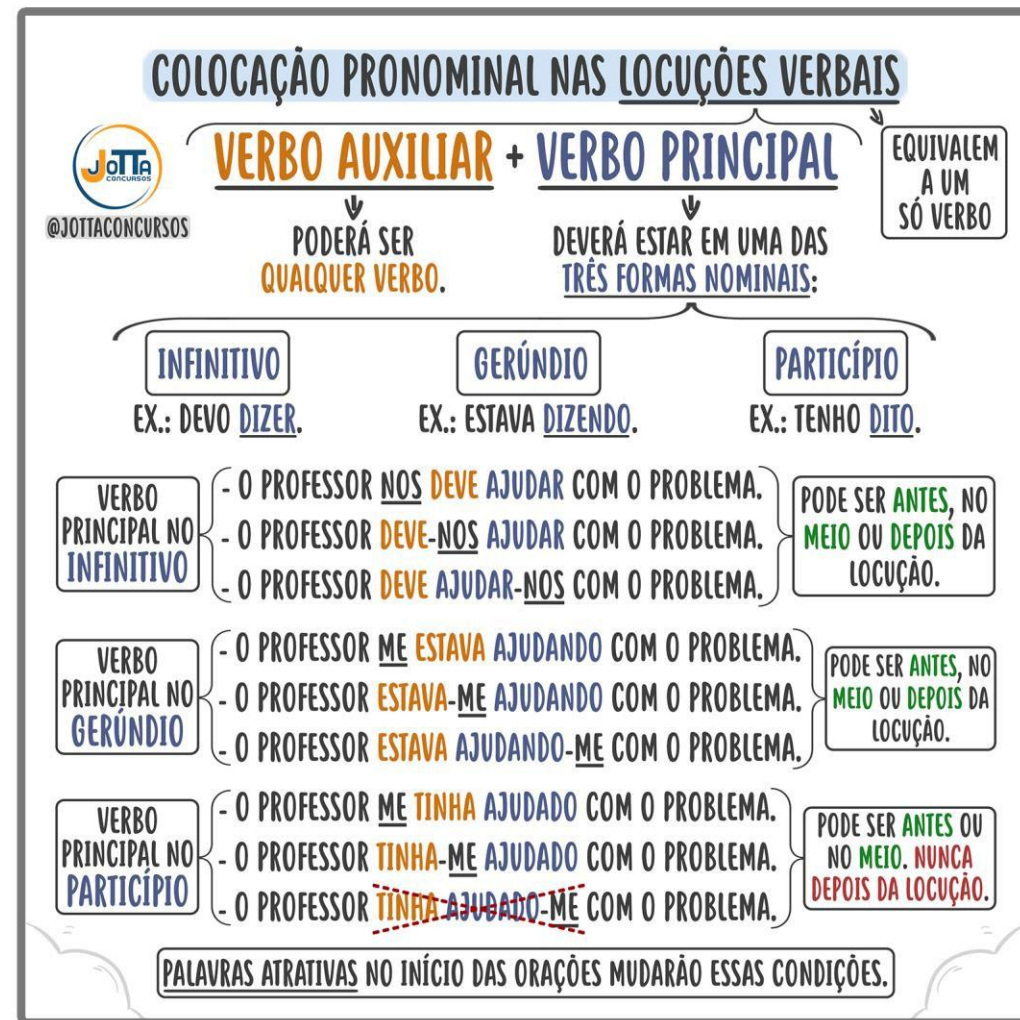 COLOCAÇÃO PRONOMINAL NAS LOCUÇÕES VERBAIS
JOTTA
CONCURSOS
@JOTTACONCURSOS
VERBO AUXILIAR + VERBO PRINCIPAL
EQUIVALEM
A UM
SÓ VERBO
PODERÁ SER
QUALQUER VERBO.
DEVERÁ ESTAR EM UMA DAS
TRÊS FORMAS NOMINAIS:
INFINITIVO
EX.: DEVO DIZER.
GERÚNDIO
EX.: ESTAVA DIZENDO.
PARTICÍPIO
EX.: TENHO DITO.
VERBO
PRINCIPAL NO
INFINITIVO
- O PROFESSOR NOS DEVE AJUDAR COM O PROBLEMA.
- O PROFESSOR DEVE-NOS AJUDAR COM O PROBLEMA.
- O PROFESSOR DEVE AJUDAR-NOS COM O PROBLEMA.
PODE SER ANTES, NO
MEIO OU DEPOIS DA
LOCUÇÃO.
VERBO
PRINCIPAL NO
GERÚNDIO
- O PROFESSOR ME ESTAVA AJUDANDO COM O PROBLEMA.
- O PROFESSOR ESTAVA-ME AJUDANDO COM O PROBLEMA.
- O PROFESSOR ESTAVA AJUDANDO-ME COM O PROBLEMA.
PODE SER ANTES, NO
MEIO OU DEPOIS DA
LOCUÇÃO.
VERBO
PRINCIPAL NO
PARTICÍPIO
- O PROFESSOR ME TINHA AJUDADO COM O PROBLEMA.
- O PROFESSOR TINHA-ME AJUDADO COM O PROBLEMA.
- O PROFESSOR TINHA AJUDADO-ME COM O PROBLEMA.
PODE SER ANTES OU
NO MEIO. NUNCA
DEPOIS DA LOCUÇÃO.
PALAVRAS ATRATIVAS NO INÍCIO DAS ORAÇÕES MUDARÃO ESSAS CONDIÇÕES.